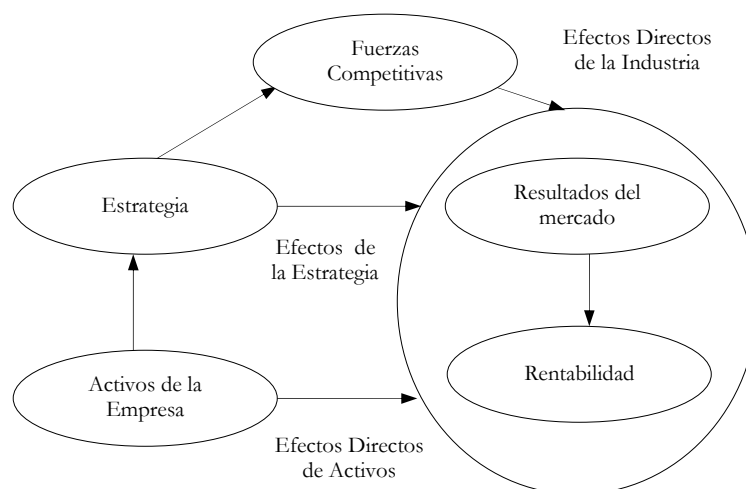 Fuerzas
Competitivas
Efectos Directos
de la Industria
Estrategia
Resultados del
mercado
Efectos de
la Estrategia
Activos de la
Empresa
Rentabilidad
Efectos Directos
de Activos